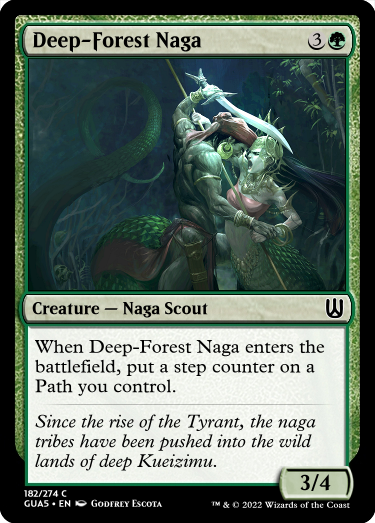 Deep-Forest Naga 3
Creature — Naga Scout
When Deep-Forest Naga enters the
battlefield, put a step counter on a
Path you control.
Since the rise of the Tyrant, the naga
tribes have been pushed into the wild
lands of deep Kueizimu.
3/4
182/274 C
GUA5 • EN Godfrey Escota
™ & © 2022 Wizards of the Coast